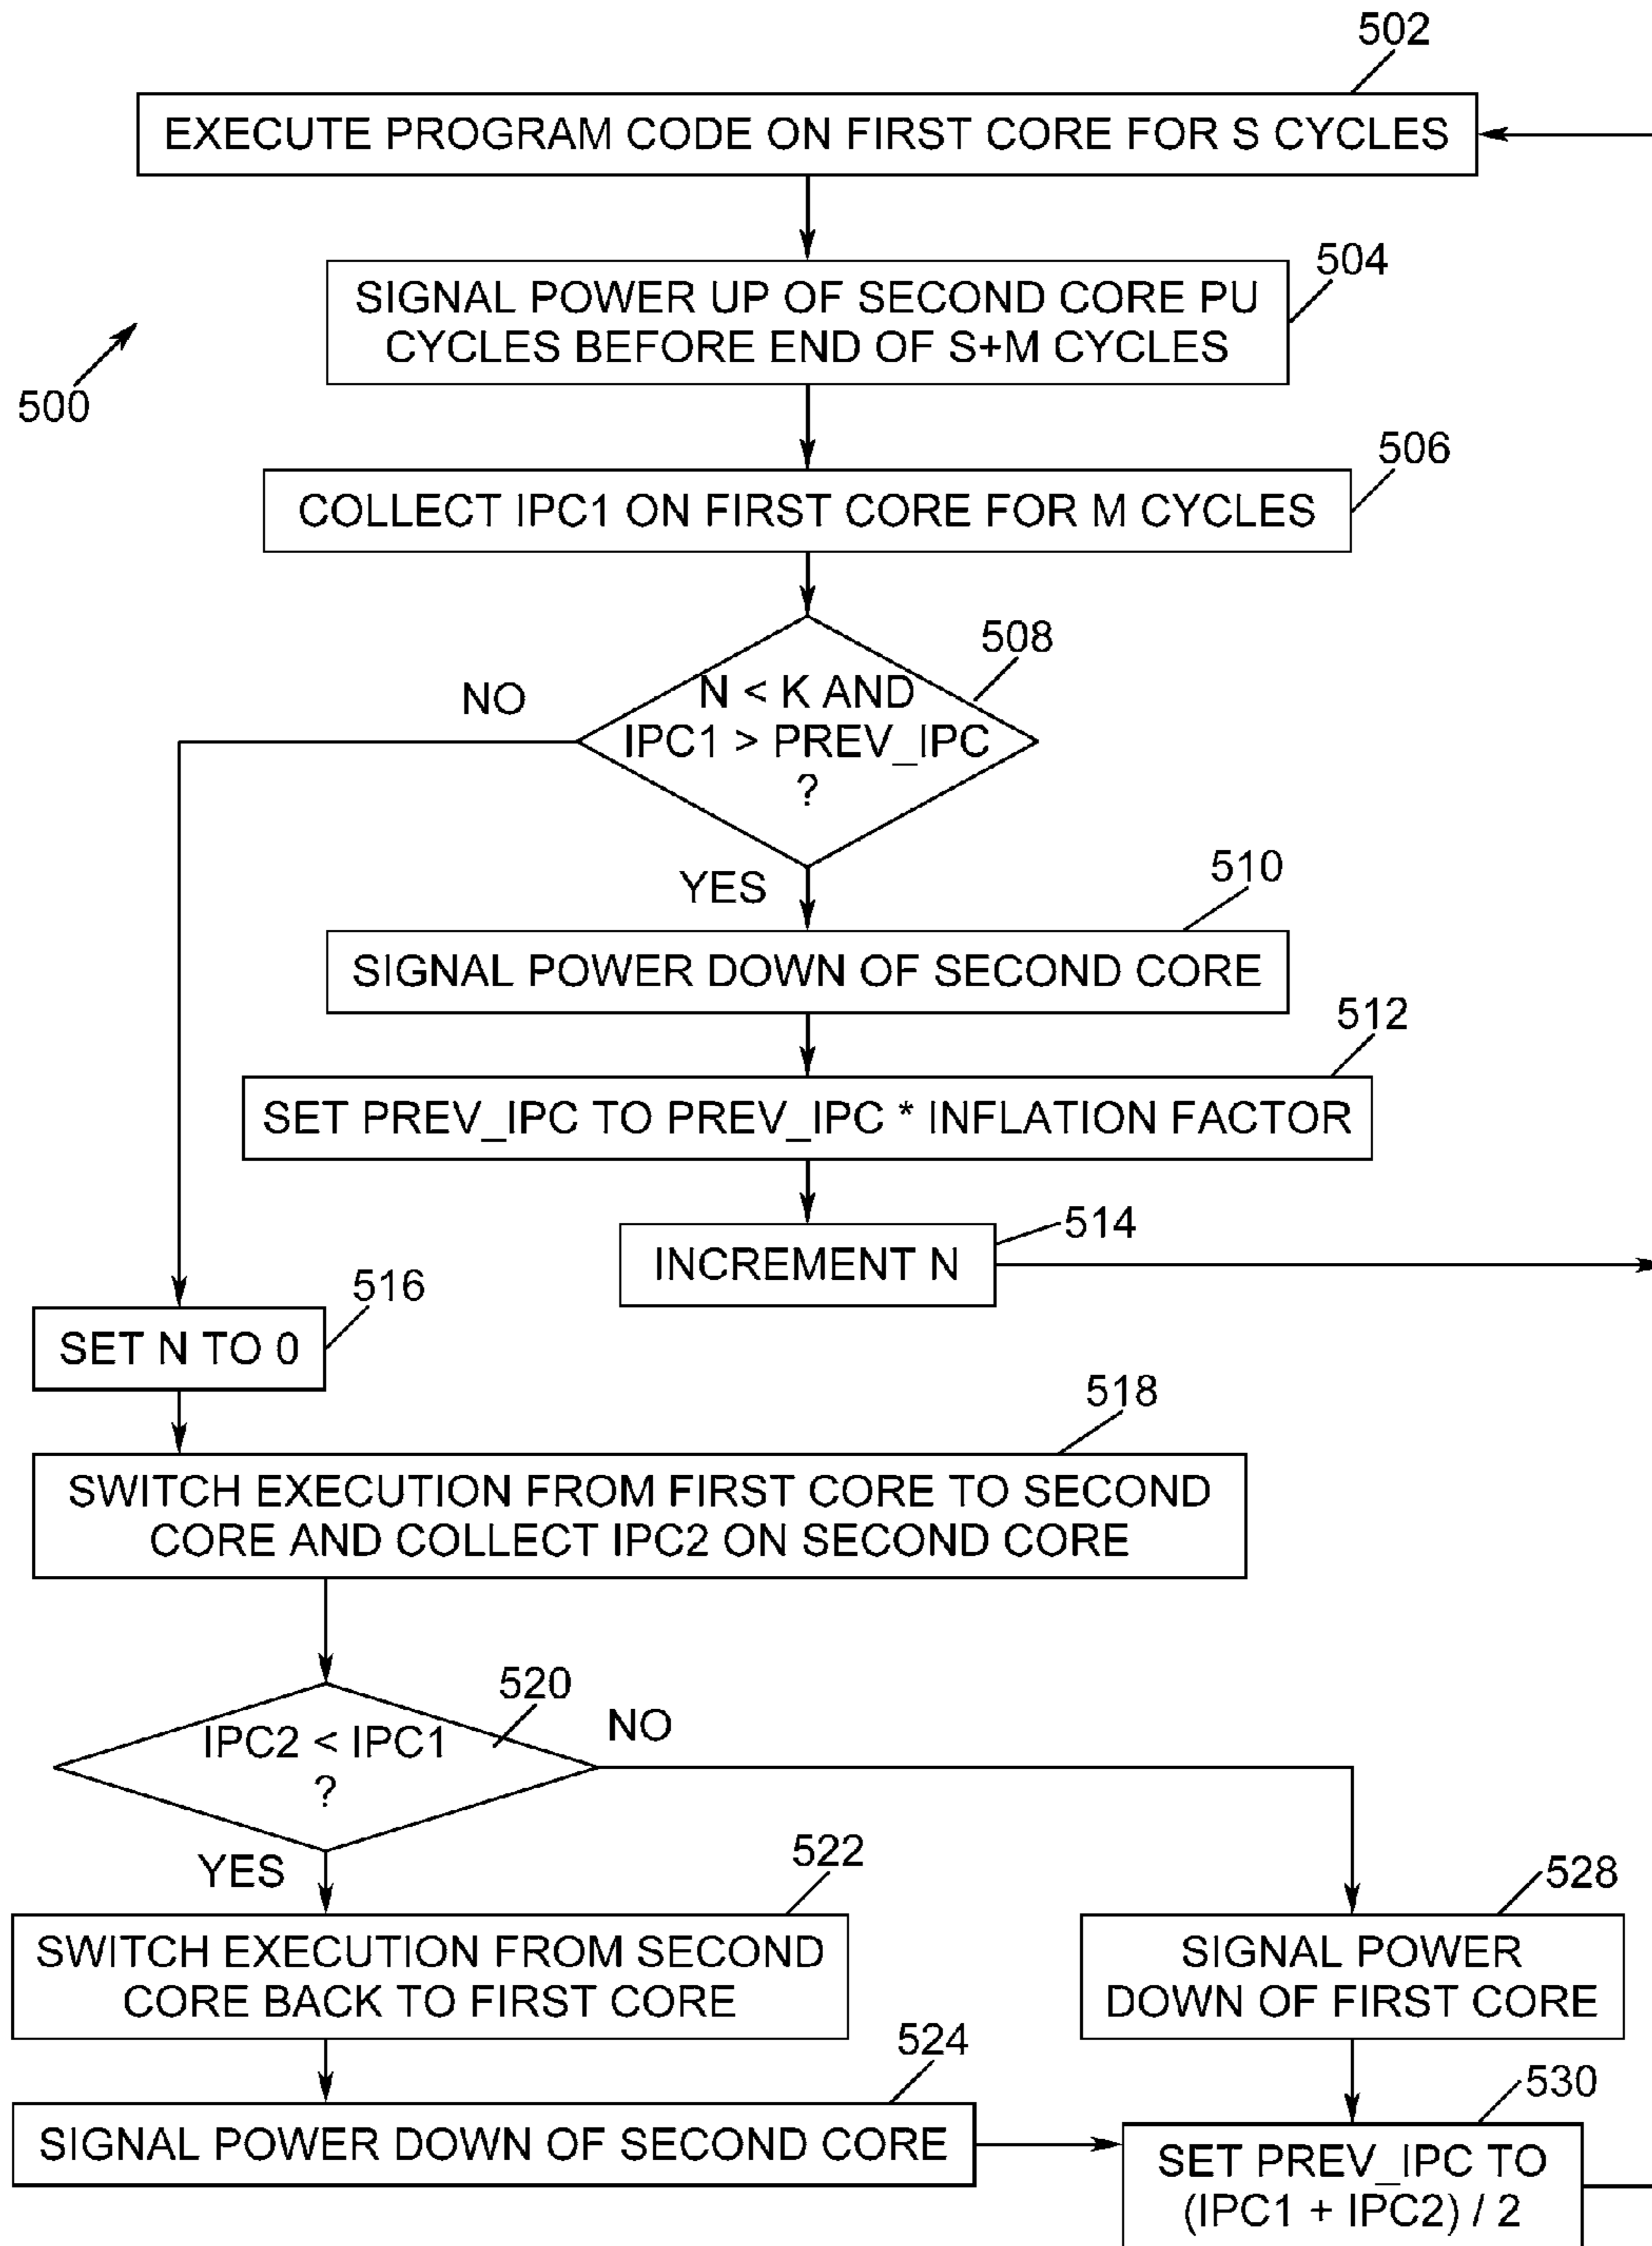 502
EXECUTE PROGRAM CODE ON FIRST CORE FOR S CYCLES
504
SIGNAL POWER UP OF SECOND CORE PU
CYCLES BEFORE END OF S+M CYCLES
500
506
COLLECT IPC1 ON FIRST CORE FOR M CYCLES
508
N < K AND
IPC1 > PREV_IPC
?
NO
YES
510
SIGNAL POWER DOWN OF SECOND CORE
512
SET PREV_IPC TO PREV_IPC * INFLATION FACTOR
514
INCREMENT N
516
SET N TO 0
518
SWITCH EXECUTION FROM FIRST CORE TO SECOND
CORE AND COLLECT IPC2 ON SECOND CORE
520
IPC2 < IPC1
?
NO
YES
522
SWITCH EXECUTION FROM SECOND
CORE BACK TO FIRST CORE
528
SIGNAL POWER
DOWN OF FIRST CORE
524
SIGNAL POWER DOWN OF SECOND CORE
530
SET PREV_IPC TO
(IPC1 + IPC2) / 2